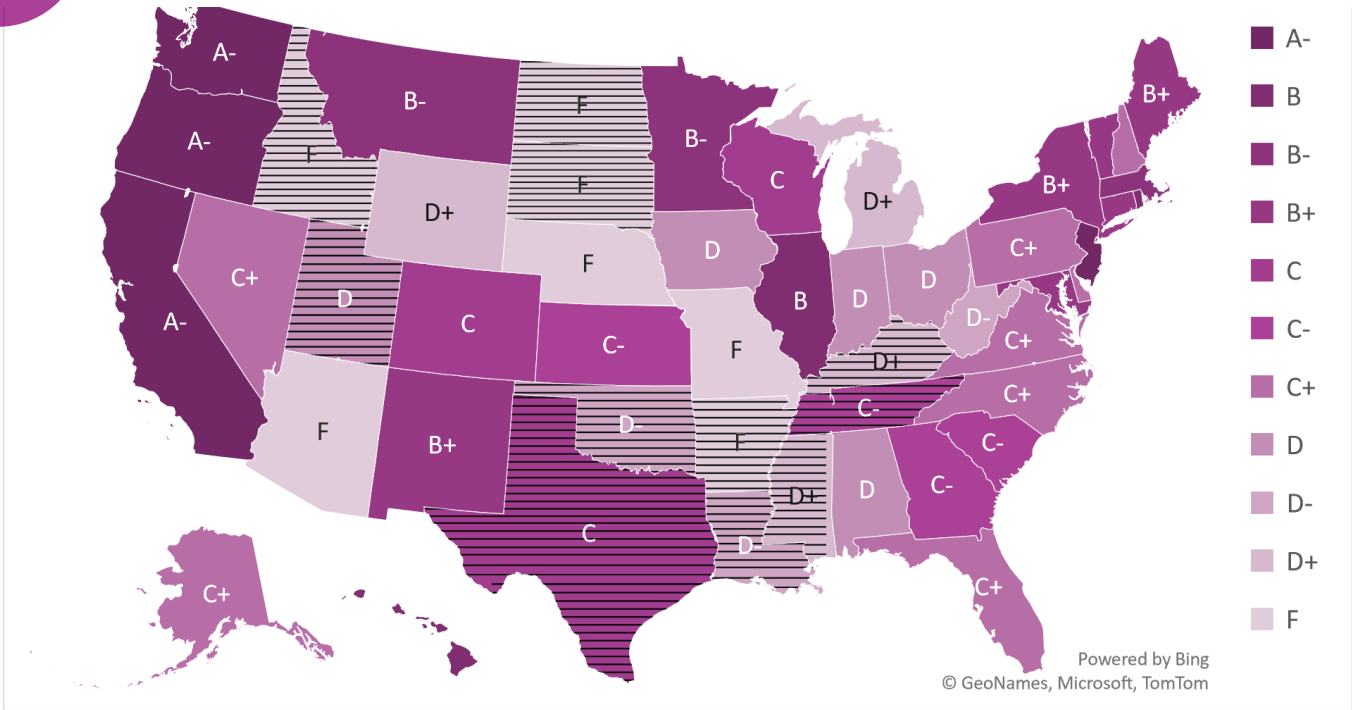 A-
B-
F
B-
B+
A-
F
F
C
B+
D+
D+
C+
D
F
C+
D
D
B
A-
C
D-
C+
C-
F
D+
C+
C-
F
B+
D-
F
C-
C-
D
D+
C
D-
C+
C+
A-
B
B-
B+
C
C-
C+
D
D-
D+
F
Powered by Bing
© GeoNames, Microsoft, TomTom